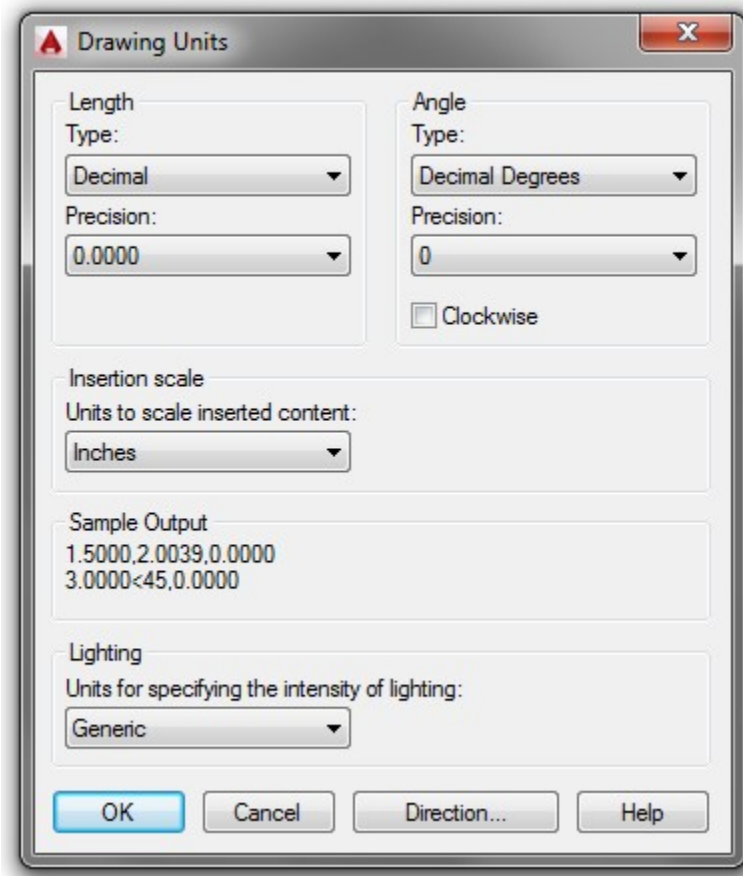 Drawing Units
Length
Type:
Decimal
Precision:
0.0000
Angle
Type:
Decimal Degrees
Precision:
0
Clockwise
Insertion scale
Units to scale inserted content:
Inches
Sample Output
1.5000,2.0039,0.0000
3.0000<45,0.0000
Lighting
Units for specifying the intensity of lighting:
Generic
OK
Cancel
Direction...
Help